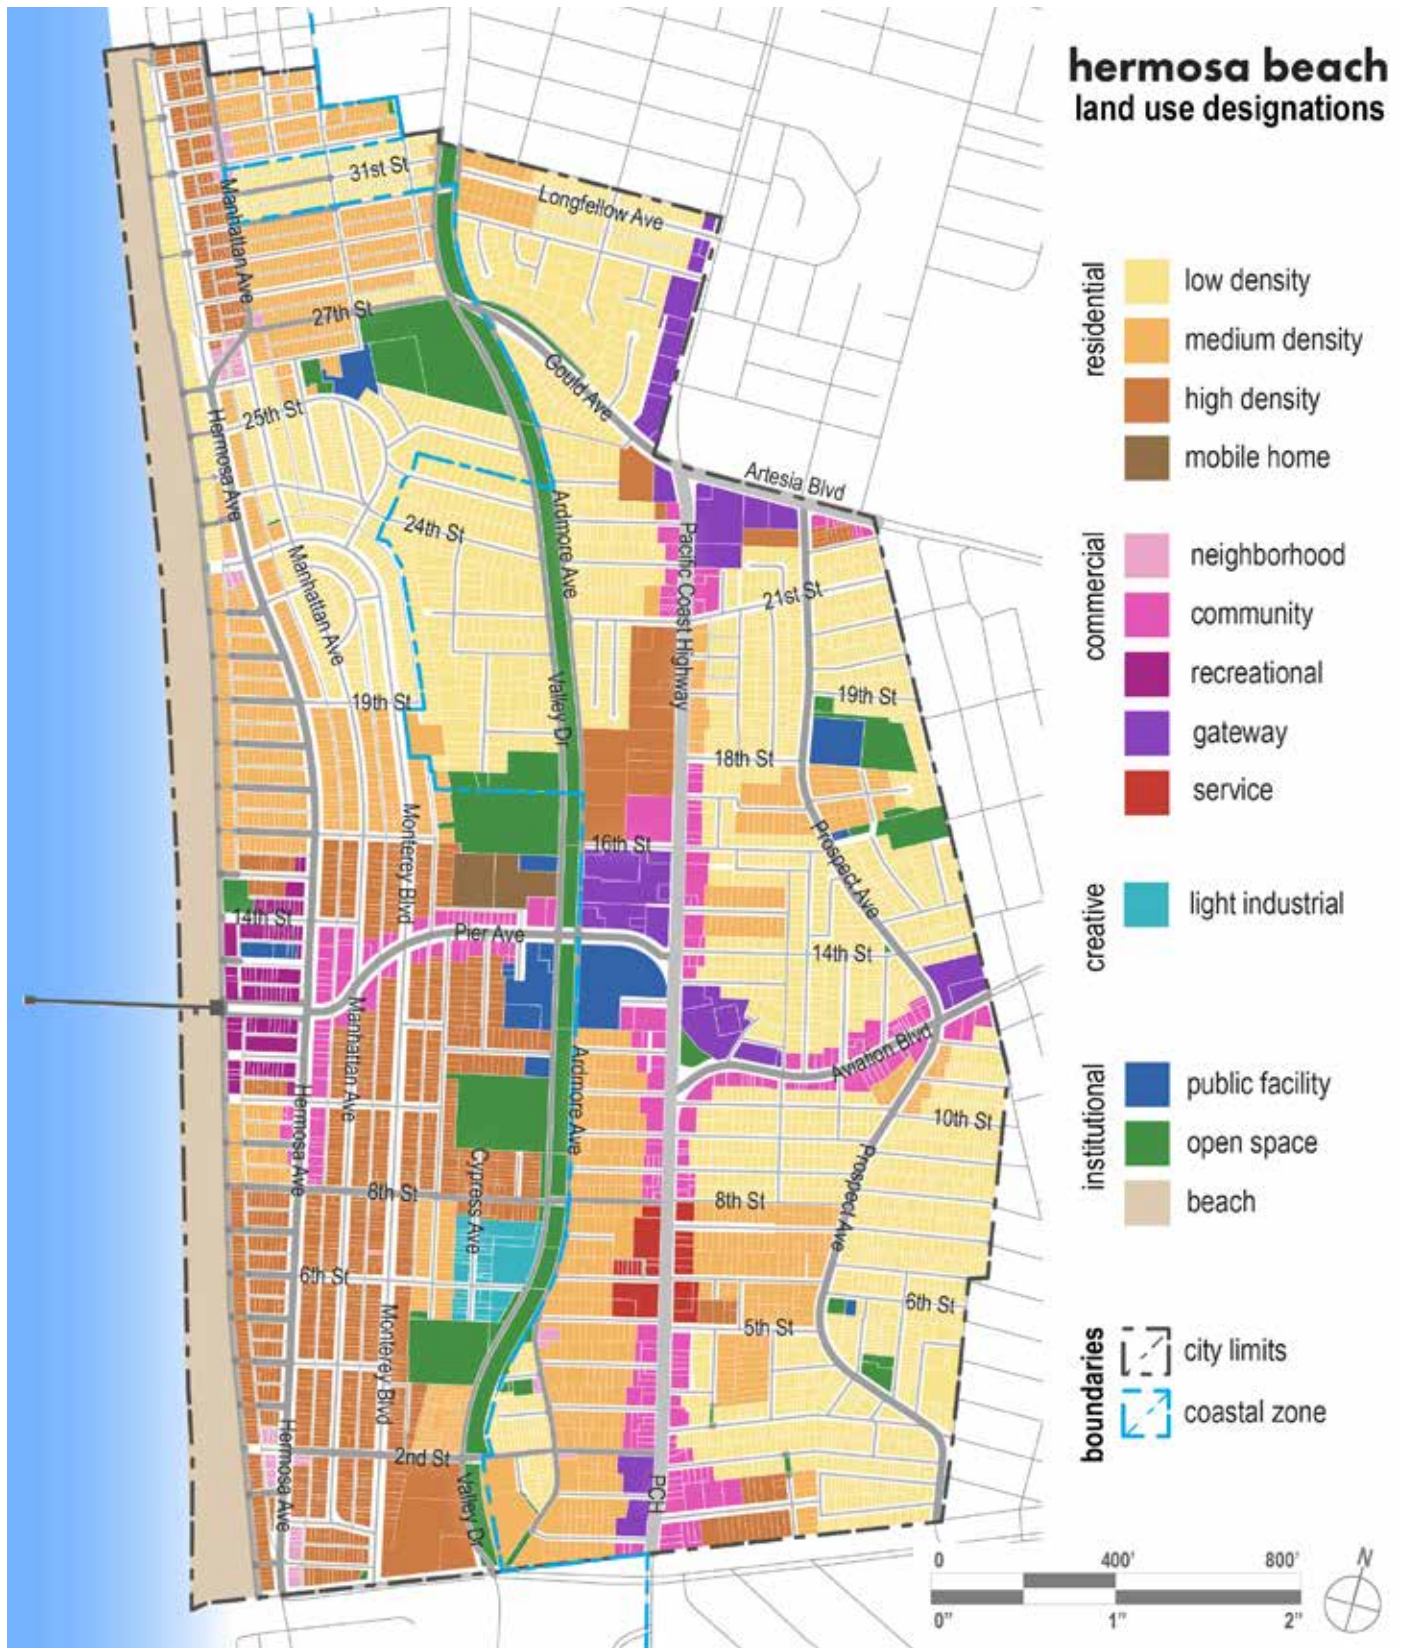 hermosa beach
land use designations
31st St
Longfellow Ave
Manhattan Ave
27th St
Gould Ave
25th St
Hermosa Ave
Artesia Blvd
24th St
Ardmore Ave
Pacific Coast Highway
Manhattan Ave
21st St
19th St
Valley Dr
19th St
18th St
Monterey Blvd
16th St
Prospect Ave
14th St
Pier Ave
14th St
Manhattan Ave
Aviation Blvd
Ardmore Ave
Hermosa Ave
10th St
Cypress Ave
8th St
8th St
Prospect Ave
6th St
6th St
Monterey Blvd
5th St
Hermosa Ave
2nd St
Valley Dr
PCH
residential
low density
medium density
high density
mobile home
commercial
neighborhood
community
recreational
gateway
service
creative
light industrial
institutional
public facility
open space
beach
boundaries
city limits
coastal zone
0 400' 800'
0" 1" 2"
N